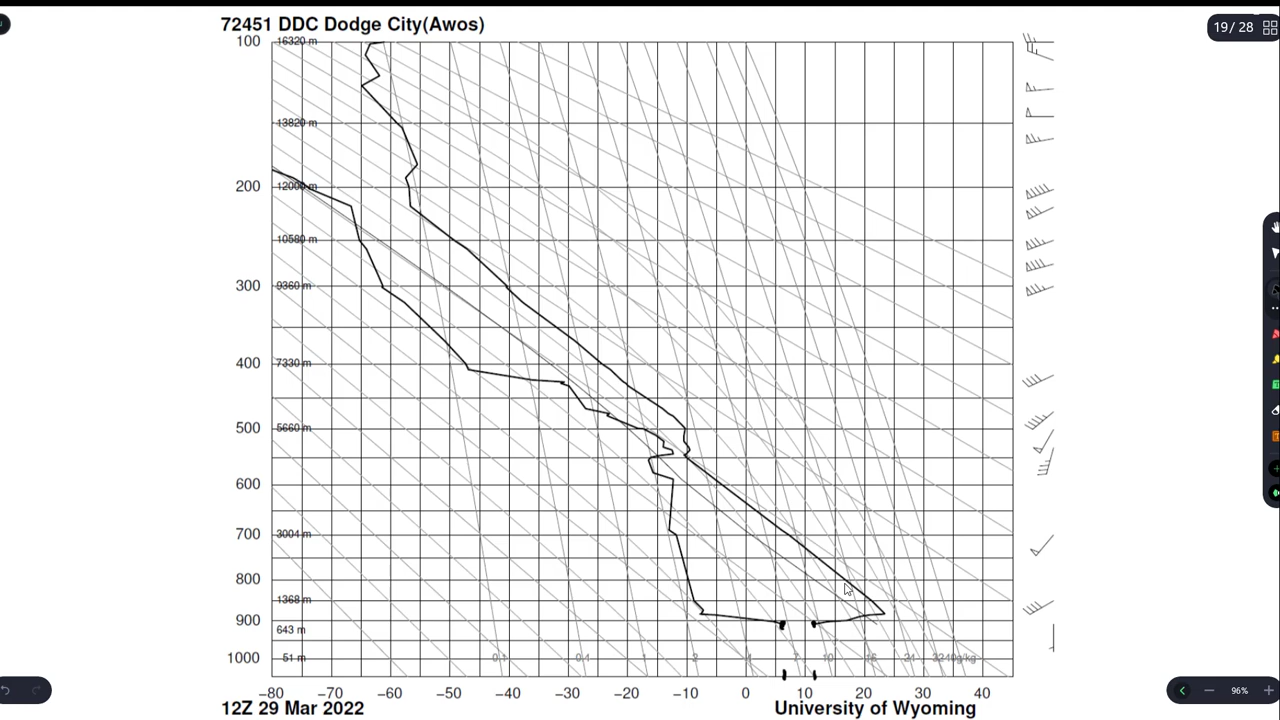 72451 DDC Dodge City(Awos)
19/ 28
100
16320 m
13820 m
200
12000 m
10580 m
300
9360 m
400
7330 m
500
5660 m
600
700
3004 m
800
1368 m
900
643 m
0.1 0.4 1 2 4 7 10 16 24 32 40g/kg
1000
51 m
−80 −70 −60 −50 −40 −30 −20 −10 0 10 20 30 40
12Z 29 Mar 2022 University of Wyoming
96%